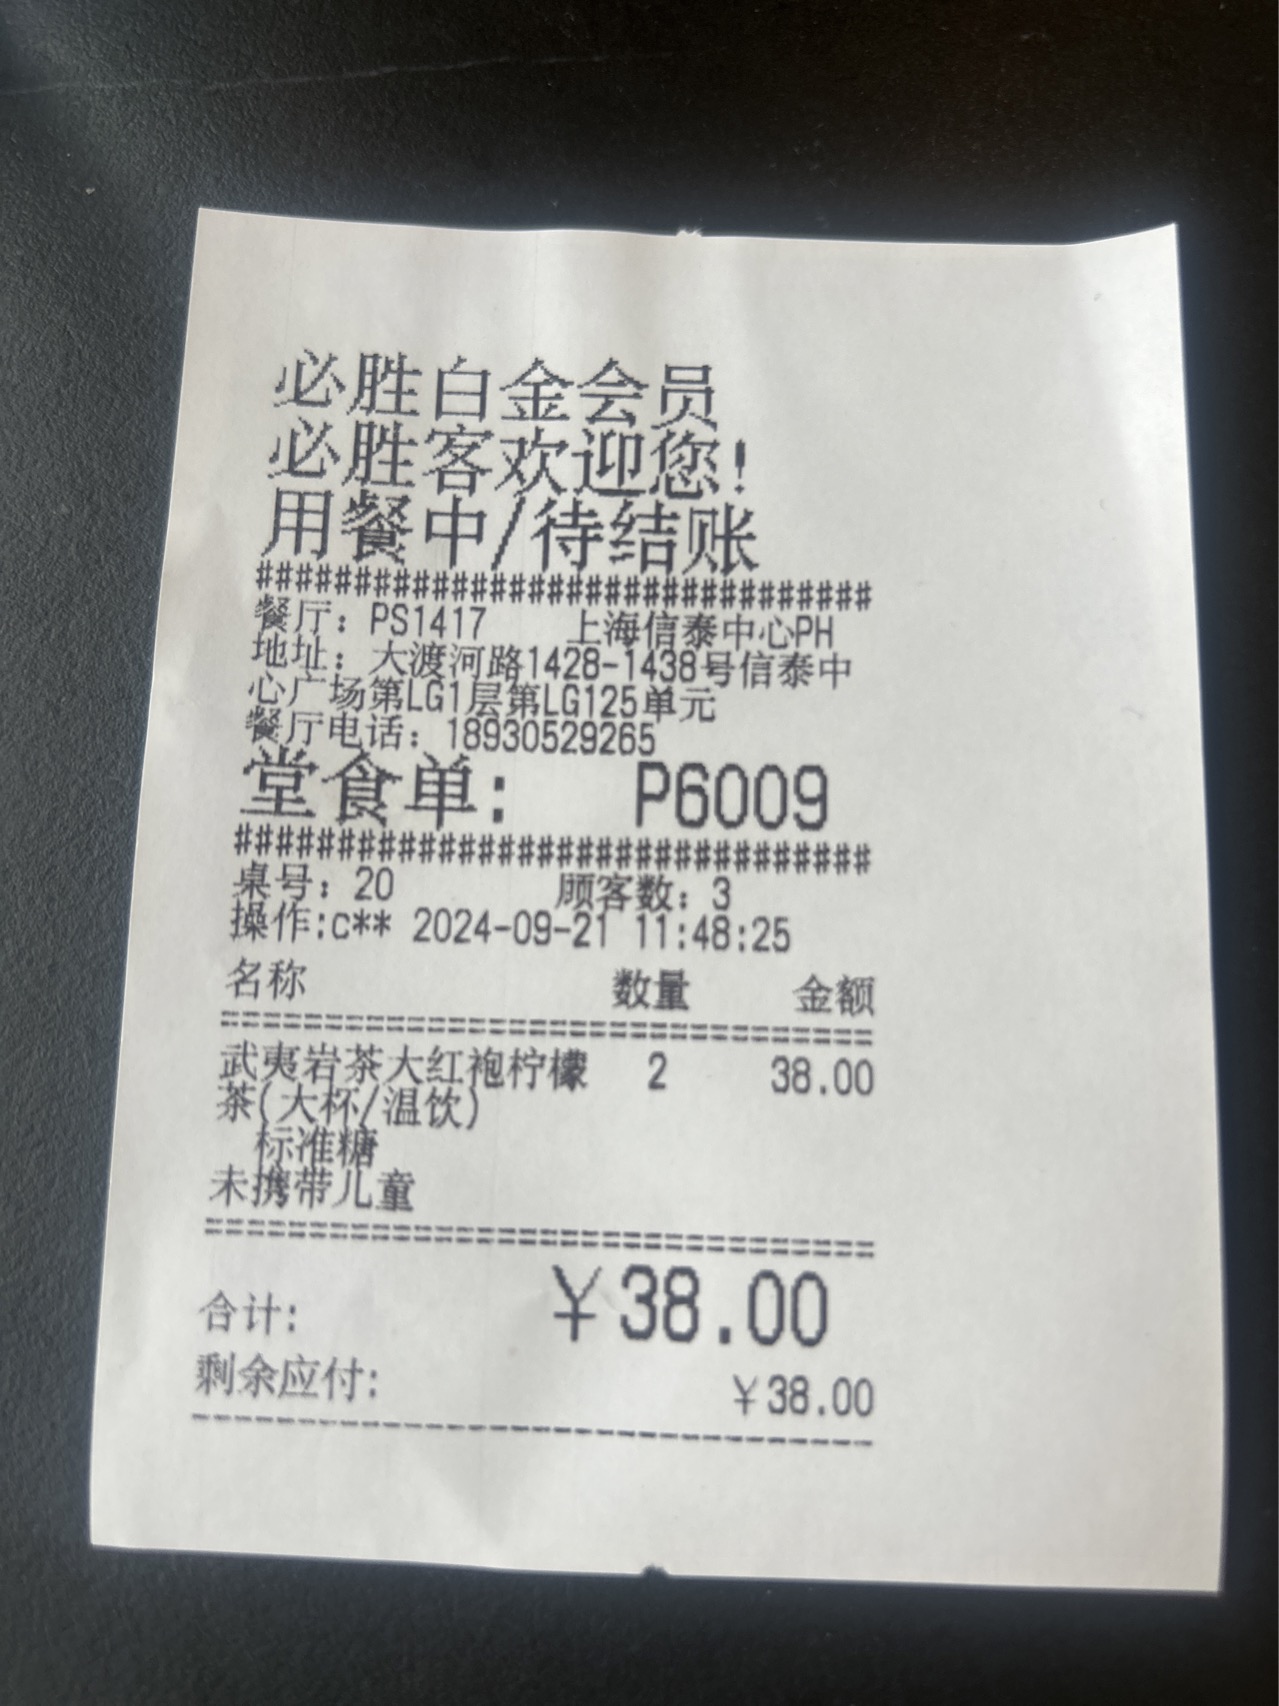 必胜白金会员
必胜客欢迎您!
用餐中/待结账
################################
餐厅: PS1417 上海信泰中心PH
地址: 大渡河路1428-1438号信泰中
心广场第LG1层第LG125单元
餐厅电话: 18930529265
堂食单: P6009
################################
桌号: 20 顾客数: 3
操作:c** 2024-09-21 11:48:25
名称 数量 金额
================================
武夷岩茶大红袍柠檬 2 38.00
茶(大杯/温饮)
标准糖
未携带儿童
================================
合计: ¥38.00
剩余应付: ¥38.00
--------------------------------